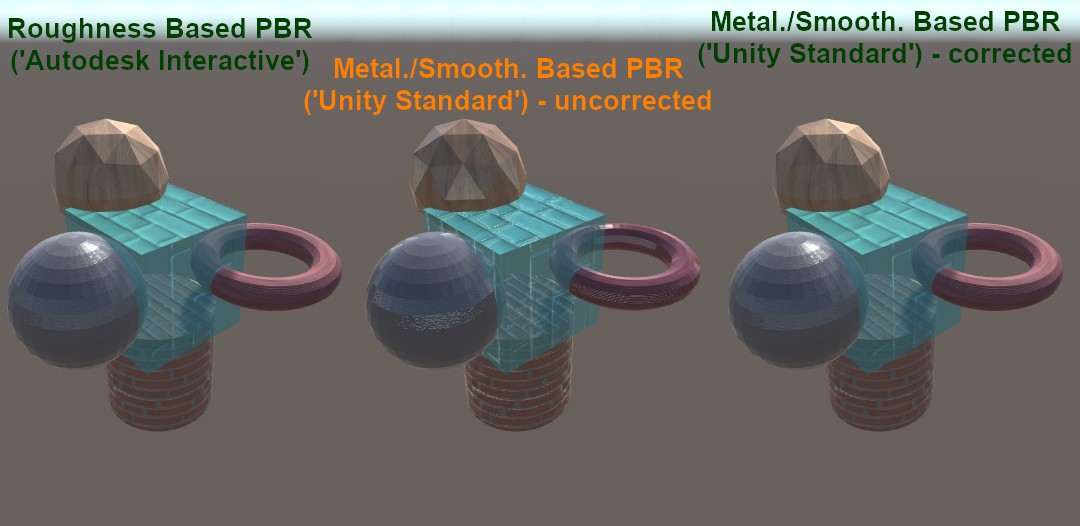 Roughness Based PBR
('Autodesk Interactive')
Metal./Smooth. Based PBR
('Unity Standard') - uncorrected
Metal./Smooth. Based PBR
('Unity Standard') - corrected